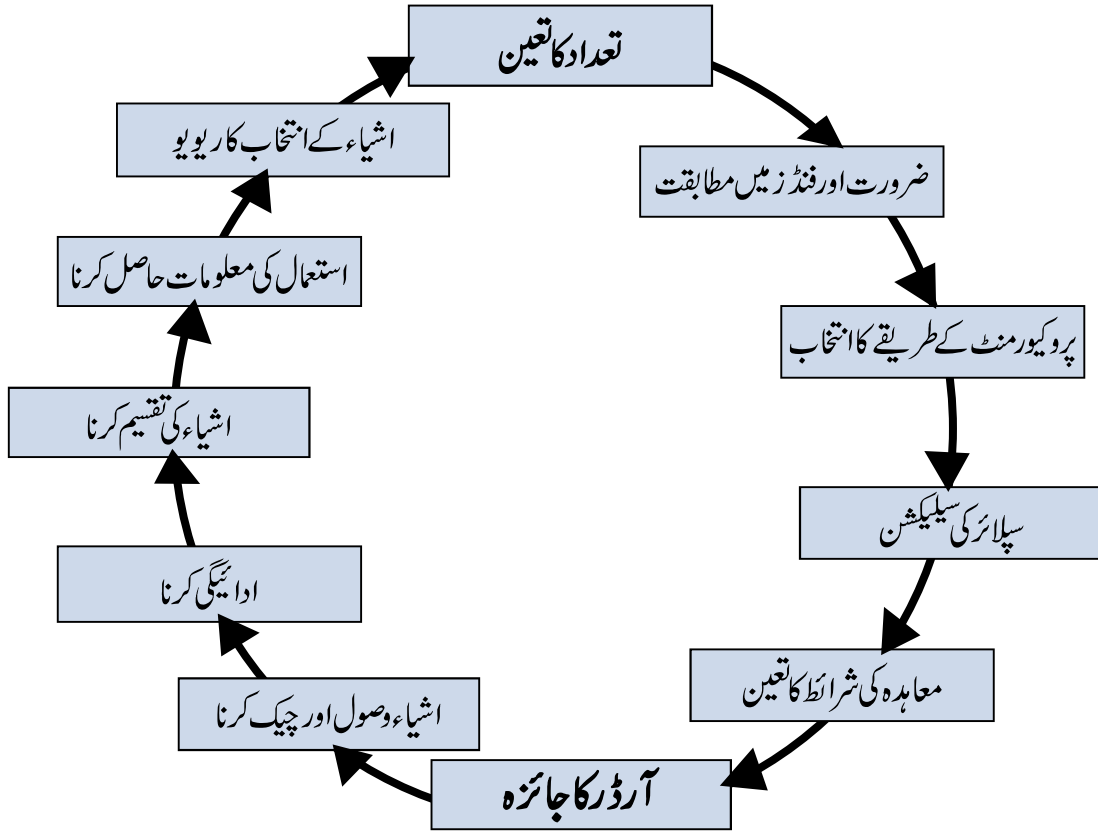 تعداد کا تعین
ضرورت اور فنڈز میں مطابقت
پروکیورمنٹ کے طریقے کا انتخاب
سپلائر کی سیلیکشن
معاہدہ کی شرائط کا تعین
آرڈر کا جائزہ
اشیاء وصول اور چیک کرنا
ادائیگی کرنا
اشیاء کی تقسیم کرنا
استعمال کی معلومات حاصل کرنا
اشیاء کے انتخاب کا ریویو